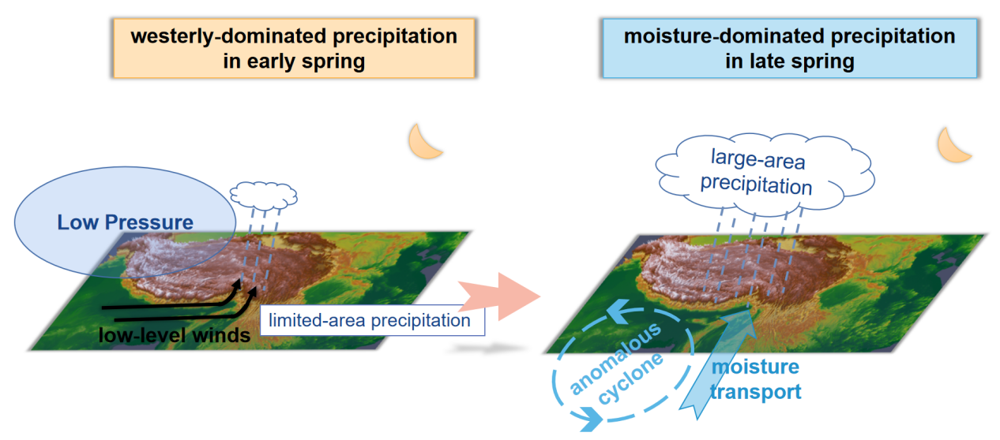 westerly-dominated precipitation
in early spring
Low Pressure
low-level winds
limited-area precipitation
moisture-dominated precipitation
in late spring
large-area
precipitation
anomalous
cyclone
moisture
transport